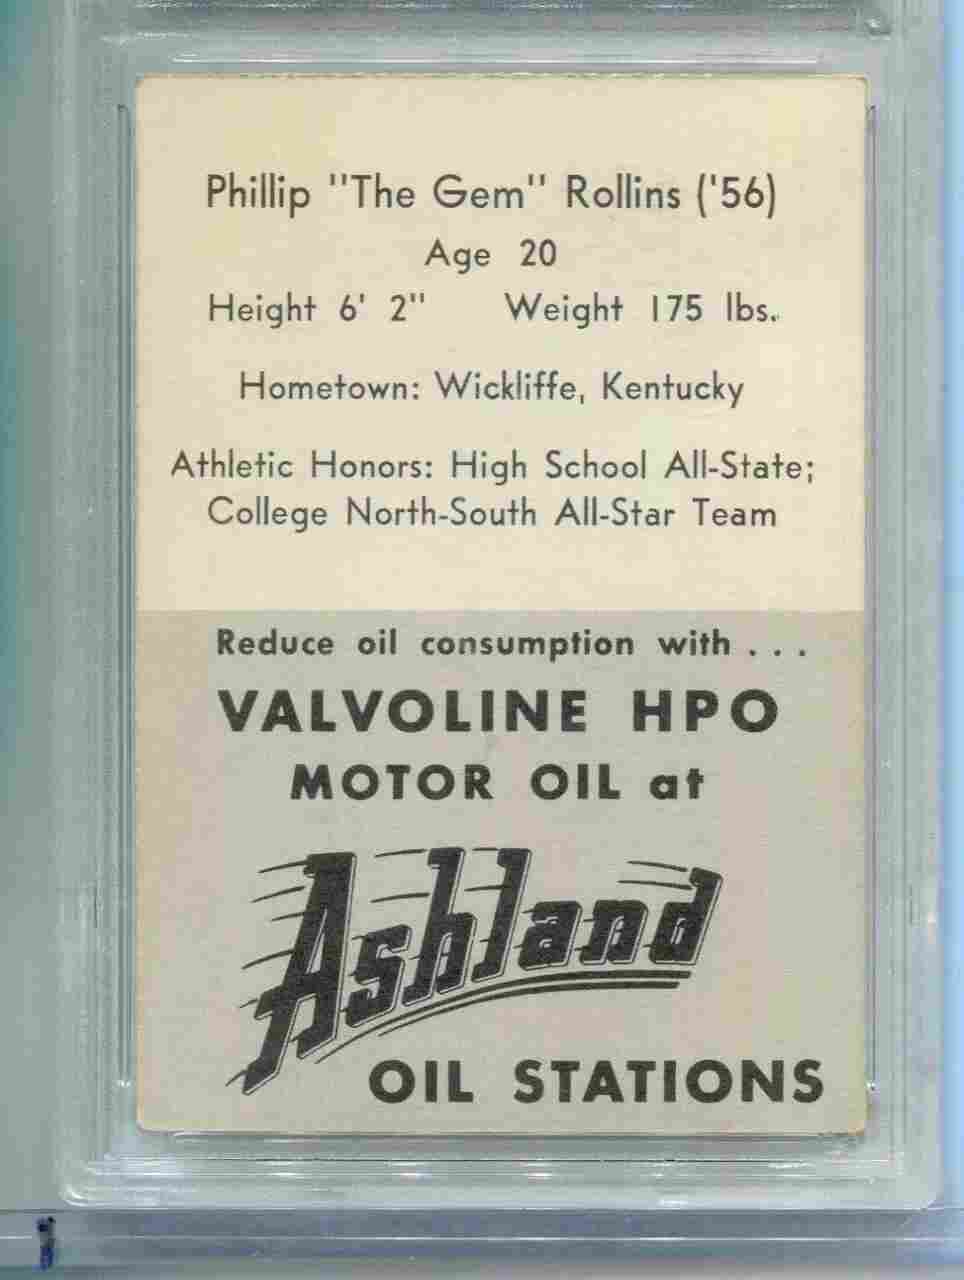 Phillip "The Gem" Rollins ('56)
Age 20
Height 6' 2" Weight 175 lbs.
Hometown: Wickliffe, Kentucky
Athletic Honors: High School All-State;
College North-South All-Star Team
Reduce oil consumption with . . .
VALVOLINE HPO
MOTOR OIL at
Ashland
OIL STATIONS